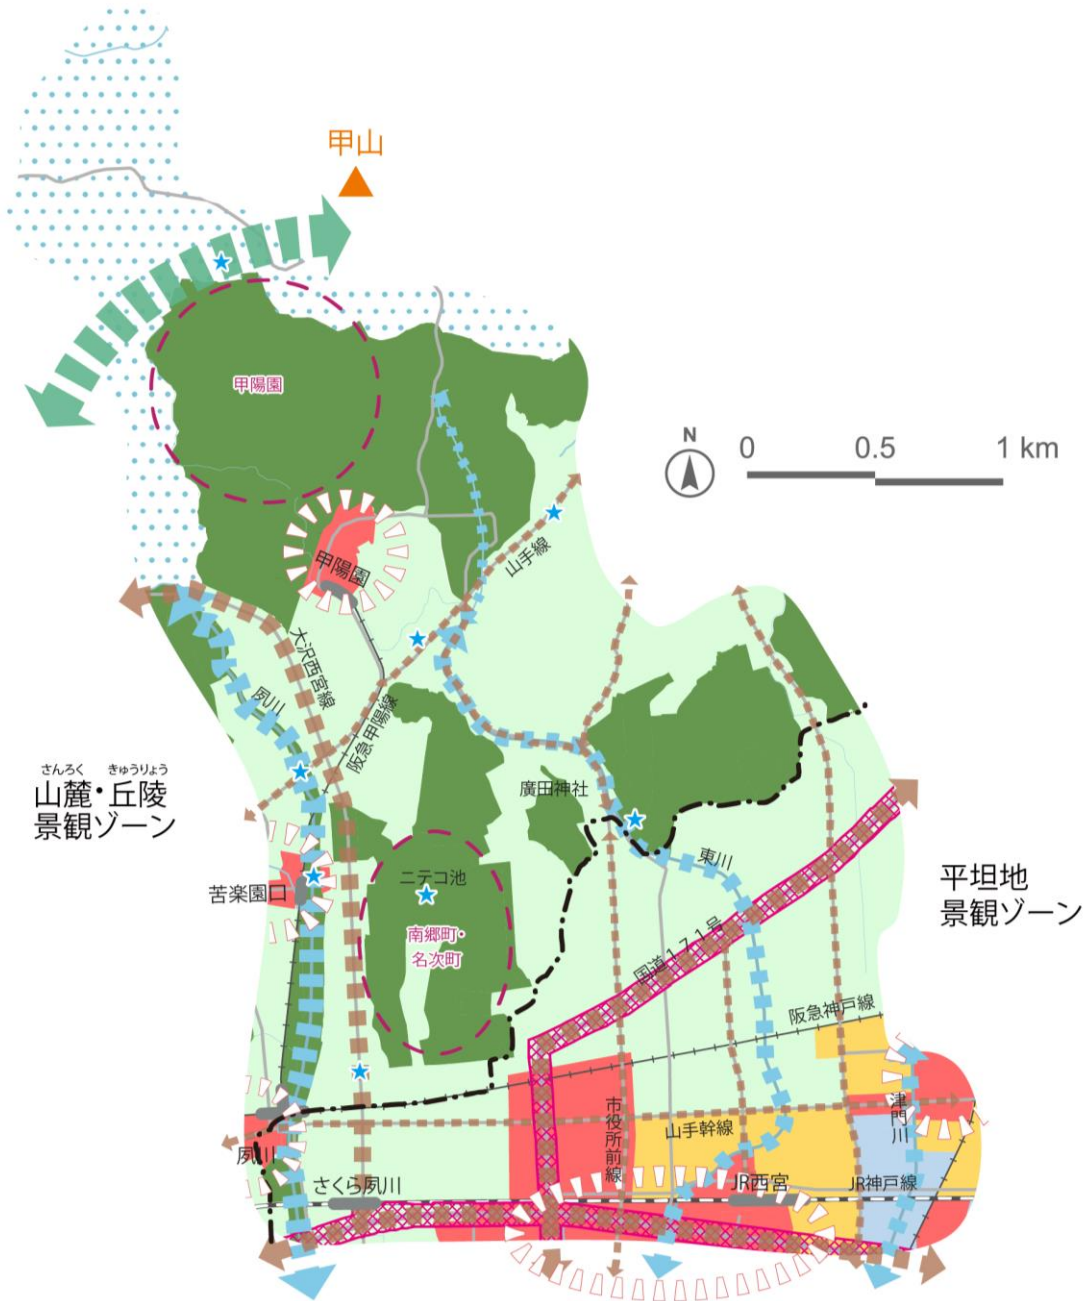 甲山
甲陽園
N
0 0.5 1 km
甲陽園
山手線
大沢西宮線
夙川
阪急甲陽線
さんろく きゅうりょう
山麓・丘陵
景観ゾーン
廣田神社
東川
ニテコ池
苦楽園口
平坦地
景観ゾーン
南郷町・
名次町
国道171号
阪急神戸線
市役所前線
山手幹線
津門川
夙川
さくら夙川
JR西宮
JR神戸線